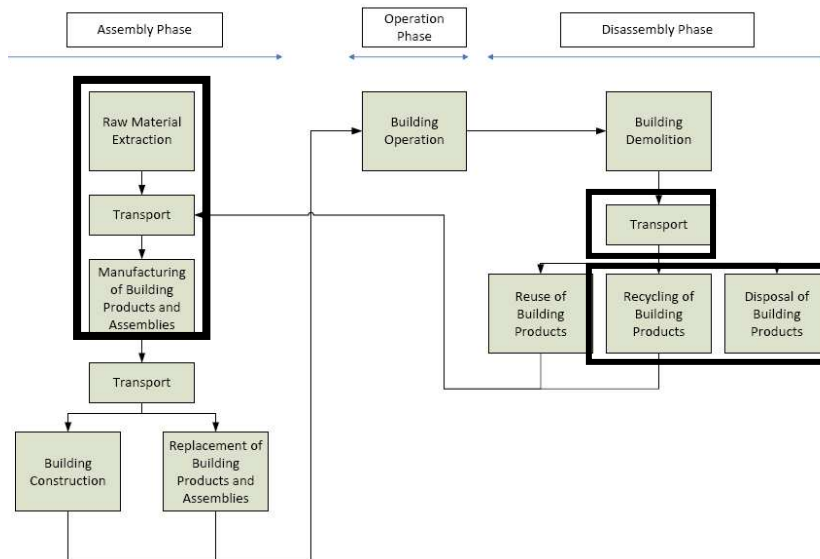 Assembly Phase
Operation
Phase
Disassembly Phase
Raw Material
Extraction
Transport
Manufacturing
of Building
Products and
Assemblies
Transport
Building
Construction
Replacement of
Building
Products and
Assemblies
Building
Operation
Building
Demolition
Transport
Reuse of
Building
Products
Recycling of
Building
Products
Disposal of
Building
Products